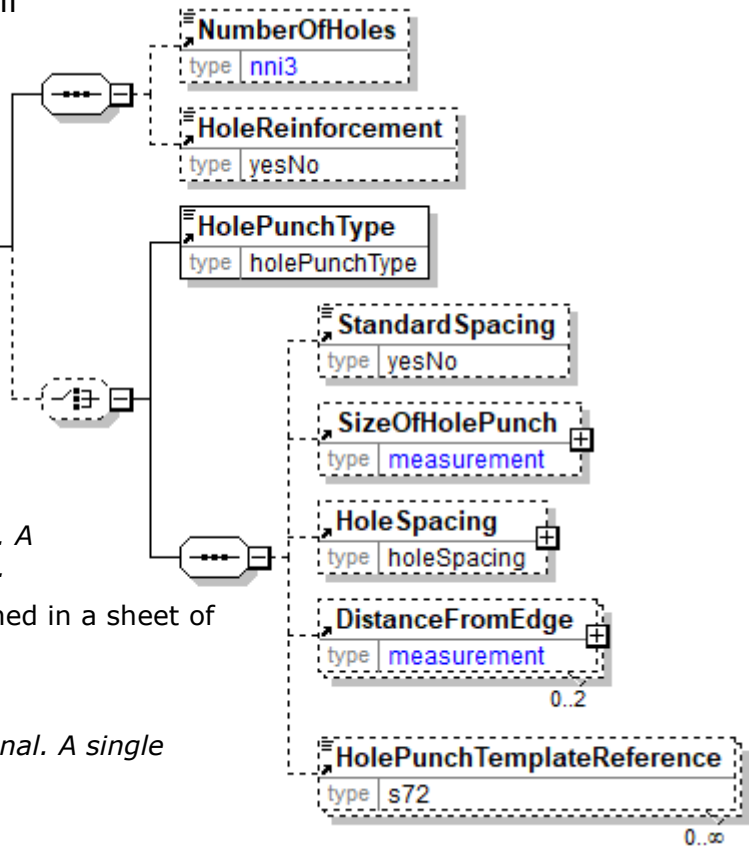 NumberOfHoles
type nni3
HoleReinforcement
type yesNo
HolePunchType
type holePunchType
StandardSpacing
type yesNo
SizeOfHolePunch
type measurement
HoleSpacing
type holeSpacing
. A
.
ned in a sheet of
DistanceFromEdge
type measurement
0..2
nal. A single
HolePunchTemplateReference
type s72
0..∞